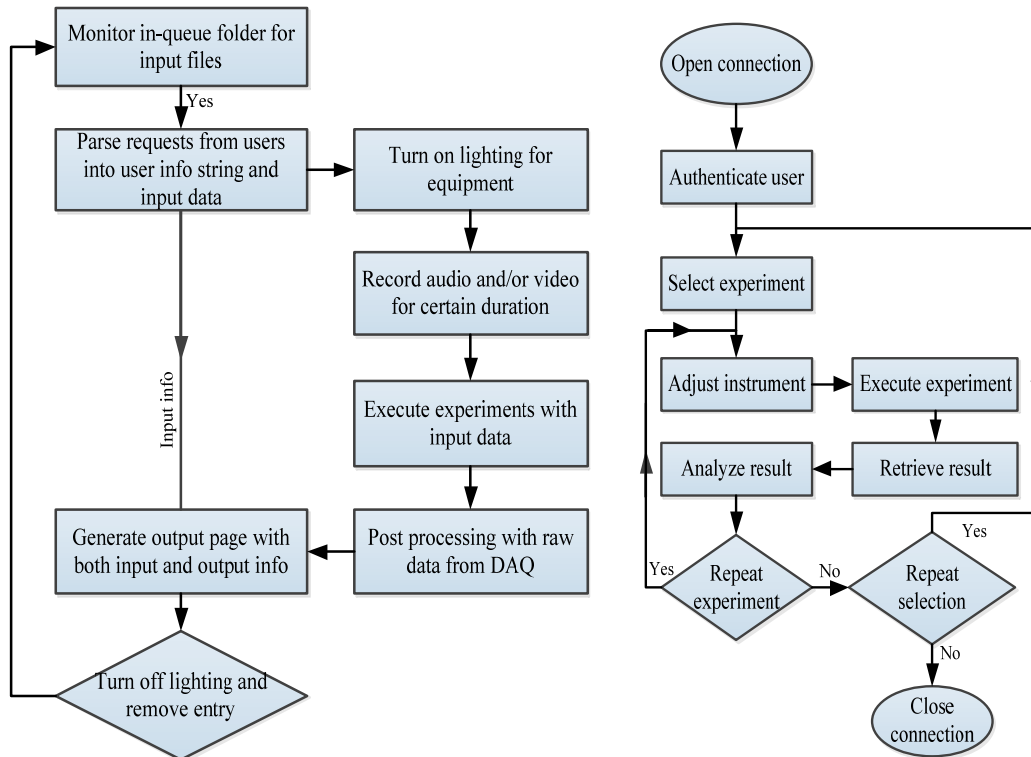 Monitor in-queue folder for
input files
Yes
Parse requests from users
into user info string and
input data
Turn on lighting for
equipment
Record audio and/or video
for certain duration
Execute experiments with
input data
Post processing with raw
data from DAQ
Input info
Generate output page with
both input and output info
Turn off lighting and
remove entry
Open connection
Authenticate user
Select experiment
Adjust instrument
Execute experiment
Retrieve result
Analyze result
Repeat
experiment
Yes
No
Repeat
selection
Yes
No
Close
connection